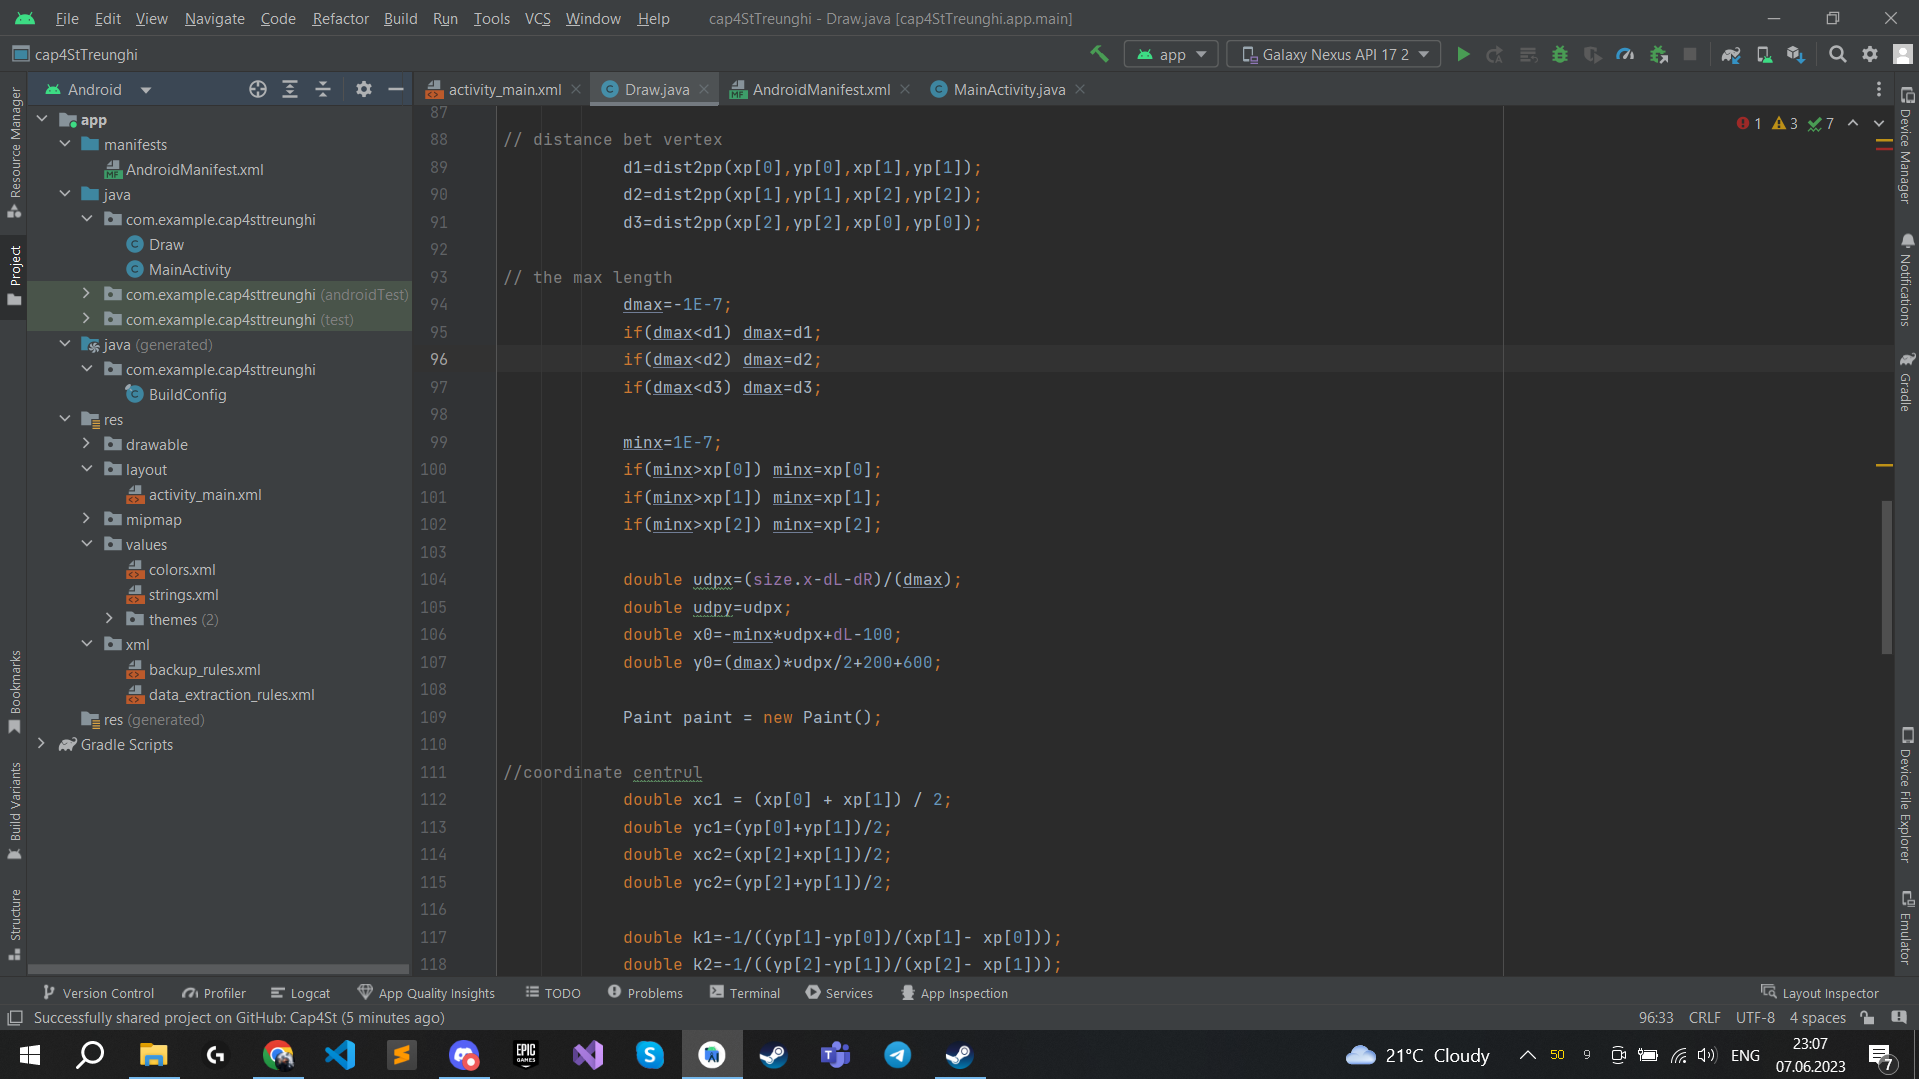 File Edit View Navigate Code Refactor Build Run Tools VCS Window Help cap4StTreunghi - Draw.java [cap4StTreunghi.app.main]
cap4StTreunghi app Galaxy Nexus API 17 2
Android activity_main.xml Draw.java AndroidManifest.xml MainActivity.java
Resource Manager
Project
Bookmarks
Build Variants
Structure
app
manifests
AndroidManifest.xml
java
com.example.cap4sttreunghi
Draw
MainActivity
com.example.cap4sttreunghi (androidTest)
com.example.cap4sttreunghi (test)
java (generated)
com.example.cap4sttreunghi
BuildConfig
res
drawable
layout
activity_main.xml
mipmap
values
colors.xml
strings.xml
themes (2)
xml
backup_rules.xml
data_extraction_rules.xml
res (generated)
Gradle Scripts
1 3 7
87
88 // distance bet vertex
89 d1=dist2pp(xp[0],yp[0],xp[1],yp[1]);
90 d2=dist2pp(xp[1],yp[1],xp[2],yp[2]);
91 d3=dist2pp(xp[2],yp[2],xp[0],yp[0]);
92
93 // the max length
94 dmax=-1E-7;
95 if(dmax<d1) dmax=d1;
96 if(dmax<d2) dmax=d2;
97 if(dmax<d3) dmax=d3;
98
99 minx=1E-7;
100 if(minx>xp[0]) minx=xp[0];
101 if(minx>xp[1]) minx=xp[1];
102 if(minx>xp[2]) minx=xp[2];
103
104 double udpx=(size.x-dL-dR)/(dmax);
105 double udpy=udpx;
106 double x0=-minx*udpx+dL-100;
107 double y0=(dmax)*udpx/2+200+600;
108
109 Paint paint = new Paint();
110
111 //coordinate centrul
112 double xc1 = (xp[0] + xp[1]) / 2;
113 double yc1=(yp[0]+yp[1])/2;
114 double xc2=(xp[2]+xp[1])/2;
115 double yc2=(yp[2]+yp[1])/2;
116
117 double k1=-1/((yp[1]-yp[0])/(xp[1]- xp[0]));
118 double k2=-1/((yp[2]-yp[1])/(xp[2]- xp[1]));
Device Manager
Notifications
Gradle
Device File Explorer
Emulator
Version Control Profiler Logcat App Quality Insights TODO Problems Terminal Services App Inspection Layout Inspector
Successfully shared project on GitHub: Cap4St (5 minutes ago) 96:33 CRLF UTF-8 4 spaces
EPIC GAMES
21°C Cloudy 50 9 ENG 23:07
07.06.2023 7